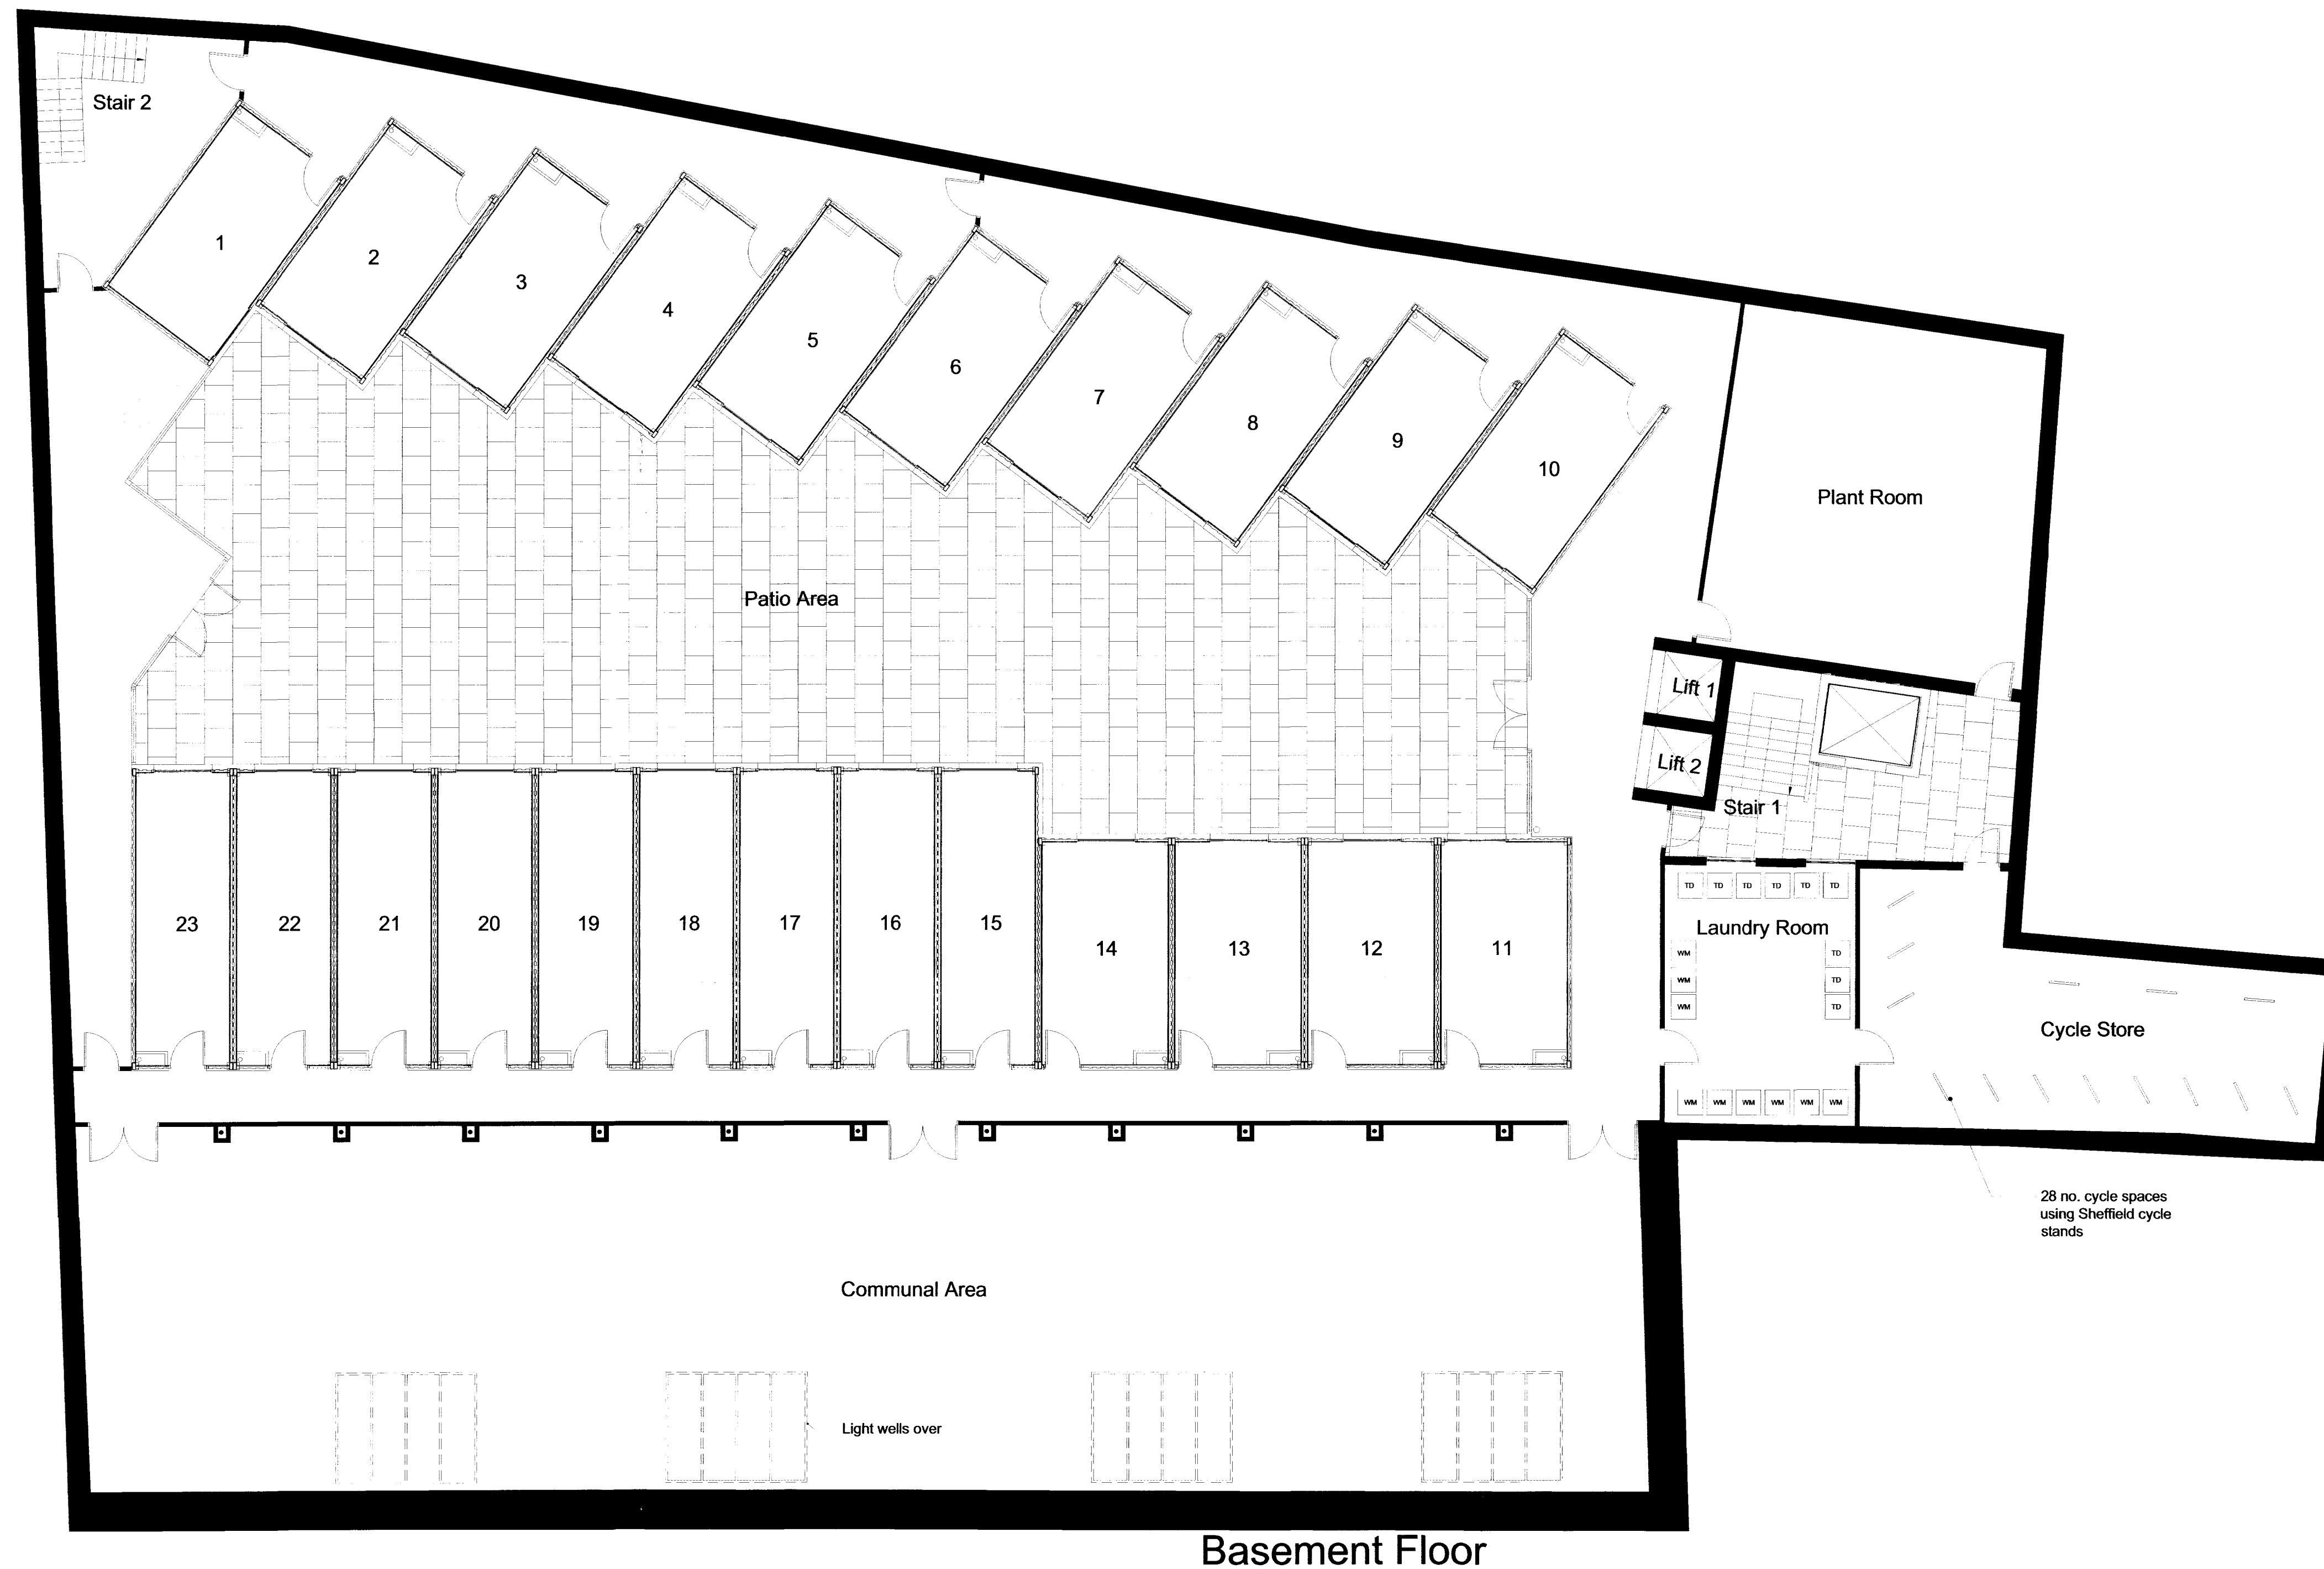 Stair 2
1
2
3
4
5
6
7
8
9
10
Plant Room
Patio Area
Lift 1
Lift 2
Stair 1
23
22
21
20
19
18
17
16
15
14
13
12
11
TD TD TD TD TD TD
Laundry Room
WM TD
WM TD
WM TD
WM WM WM WM WM WM
Cycle Store
28 no. cycle spaces
using Sheffield cycle
stands
Communal Area
Light wells over
Basement Floor